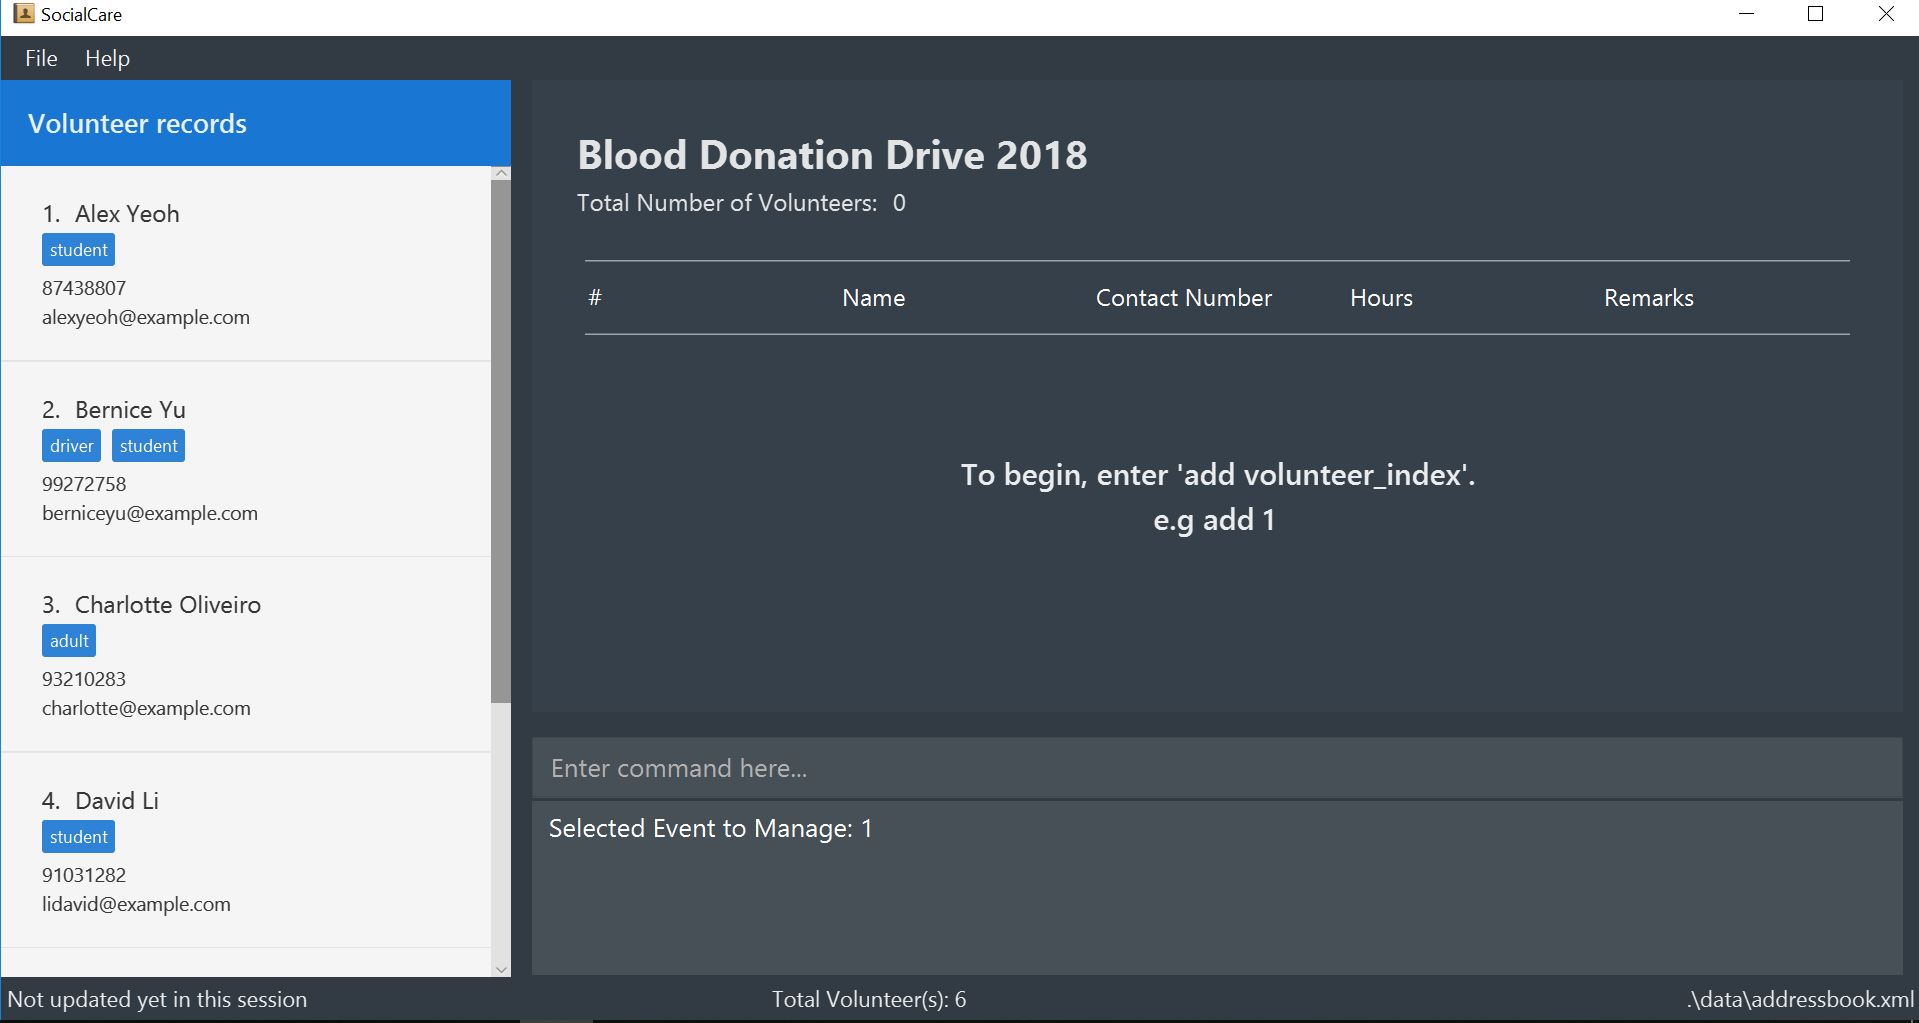 SocialCare
File Help
Volunteer records
1. Alex Yeoh
student
87438807
alexyeoh@example.com
2. Bernice Yu
driver student
99272758
berniceyu@example.com
3. Charlotte Oliveiro
adult
93210283
charlotte@example.com
4. David Li
student
91031282
lidavid@example.com
Blood Donation Drive 2018
Total Number of Volunteers: 0
# Name Contact Number Hours Remarks
To begin, enter 'add volunteer_index'.
e.g add 1
Enter command here...
Selected Event to Manage: 1
Not updated yet in this session
Total Volunteer(s): 6
.\data\addressbook.xml